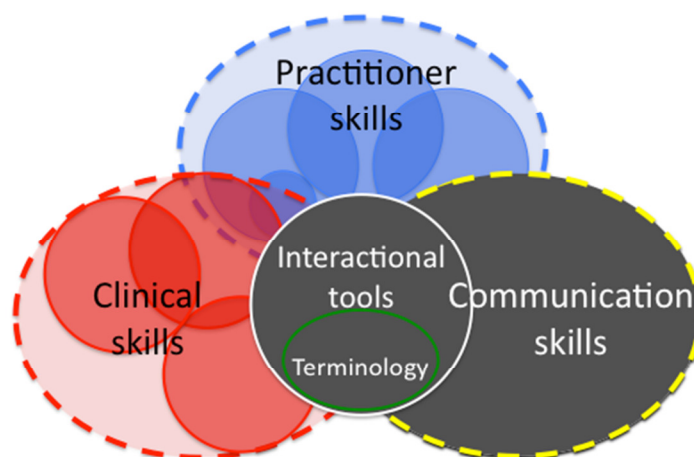 Practitioner
skills
Clinical
skills
Interactional
tools
Terminology
Communication
skills